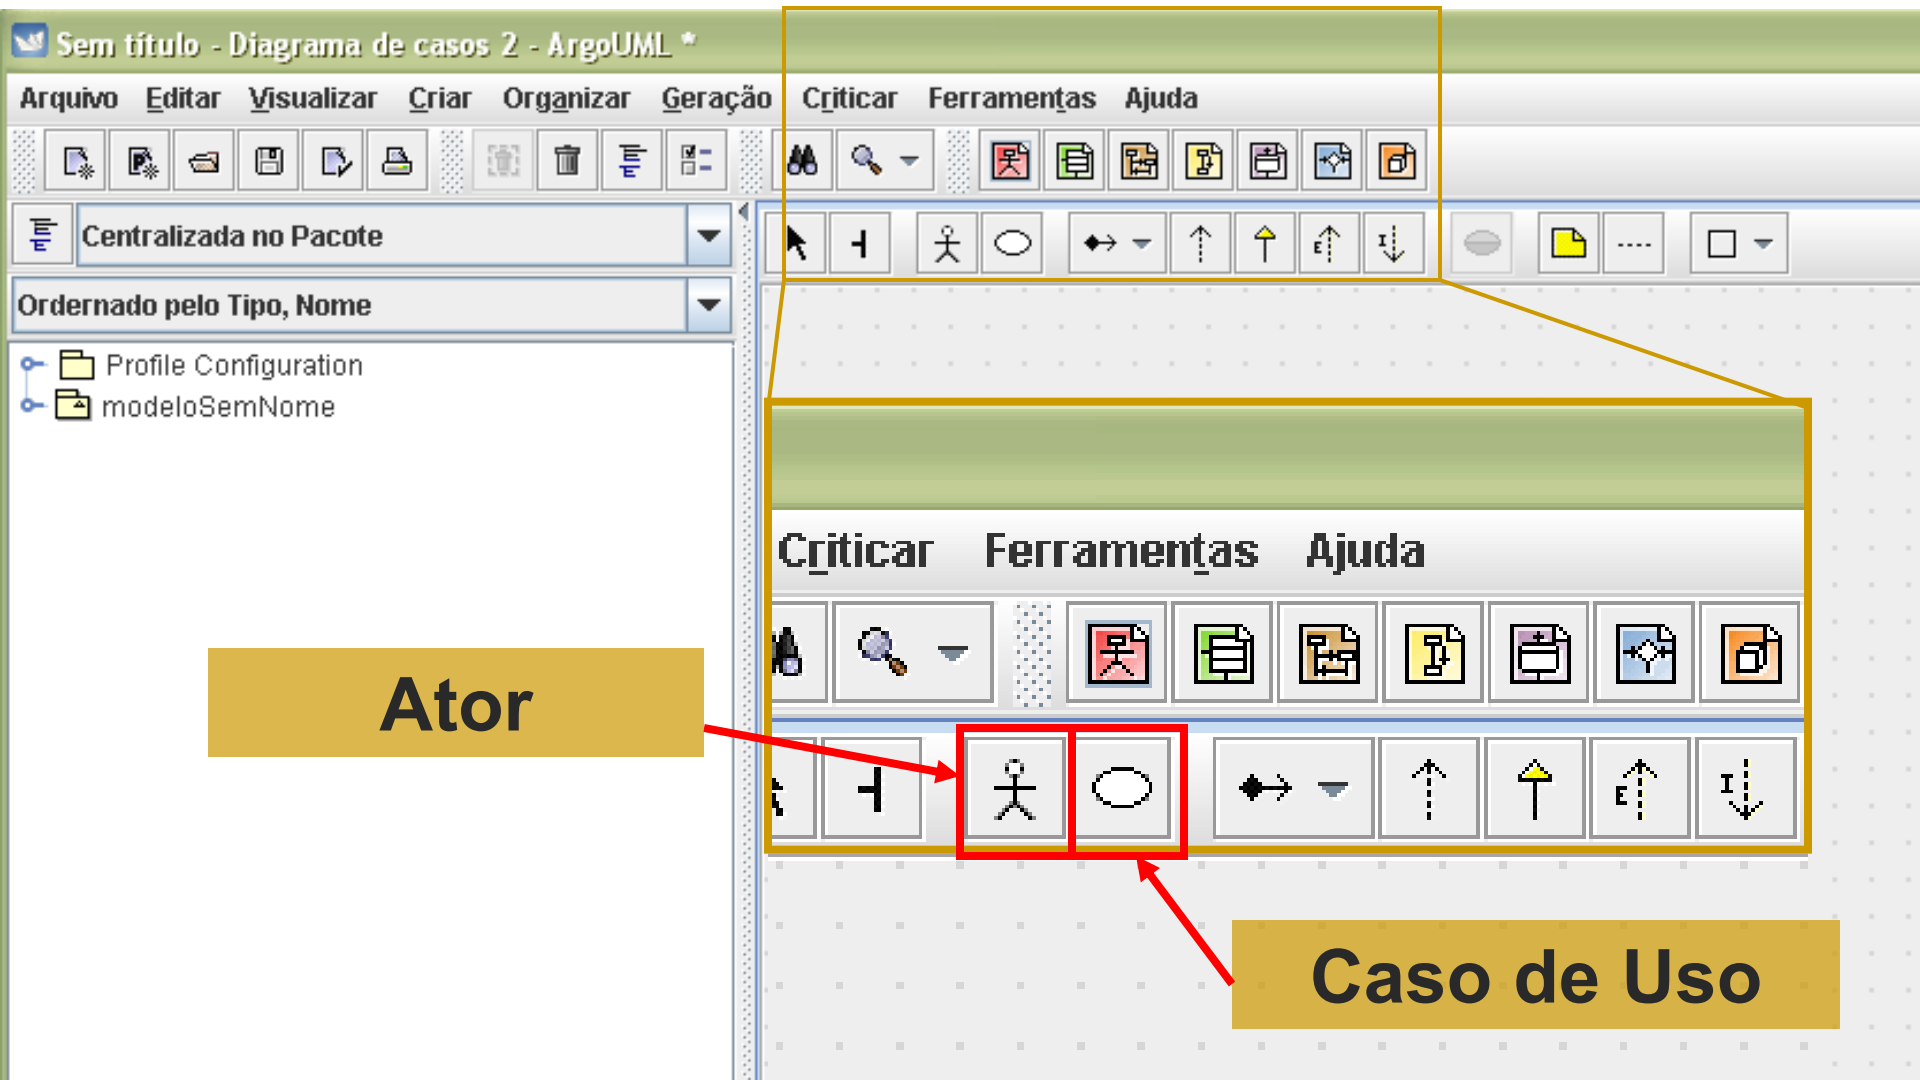 Sem título - Diagrama de casos 2 - ArgoUML *
Arquivo Editar Visualizar Criar Organizar Geração Criticar Ferramentas Ajuda
Centralizada no Pacote
Ordernado pelo Tipo, Nome
Profile Configuration
modeloSemNome
Criticar Ferramentas Ajuda
Ator
Caso de Uso